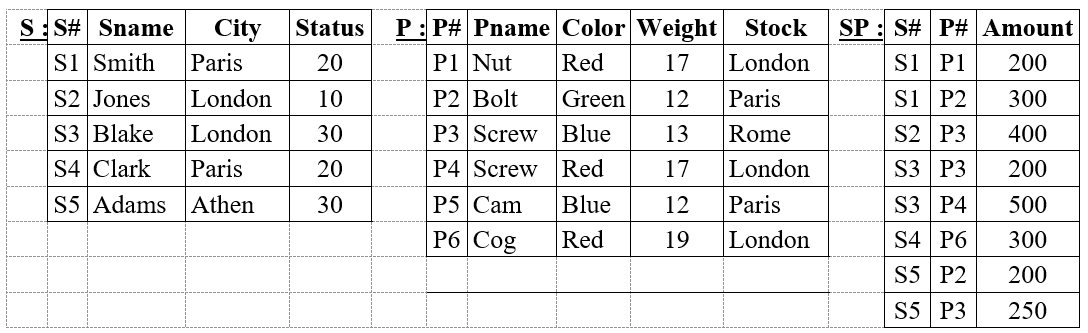 S : S# Sname City Status P : P# Pname Color Weight Stock SP : S# P# Amount
S1 Smith Paris 20 P1 Nut Red 17 London S1 P1 200
S2 Jones London 10 P2 Bolt Green 12 Paris S1 P2 300
S3 Blake London 30 P3 Screw Blue 13 Rome S2 P3 400
S4 Clark Paris 20 P4 Screw Red 17 London S3 P3 200
S5 Adams Athen 30 P5 Cam Blue 12 Paris S3 P4 500
P6 Cog Red 19 London S4 P6 300
S5 P2 200
S5 P3 250